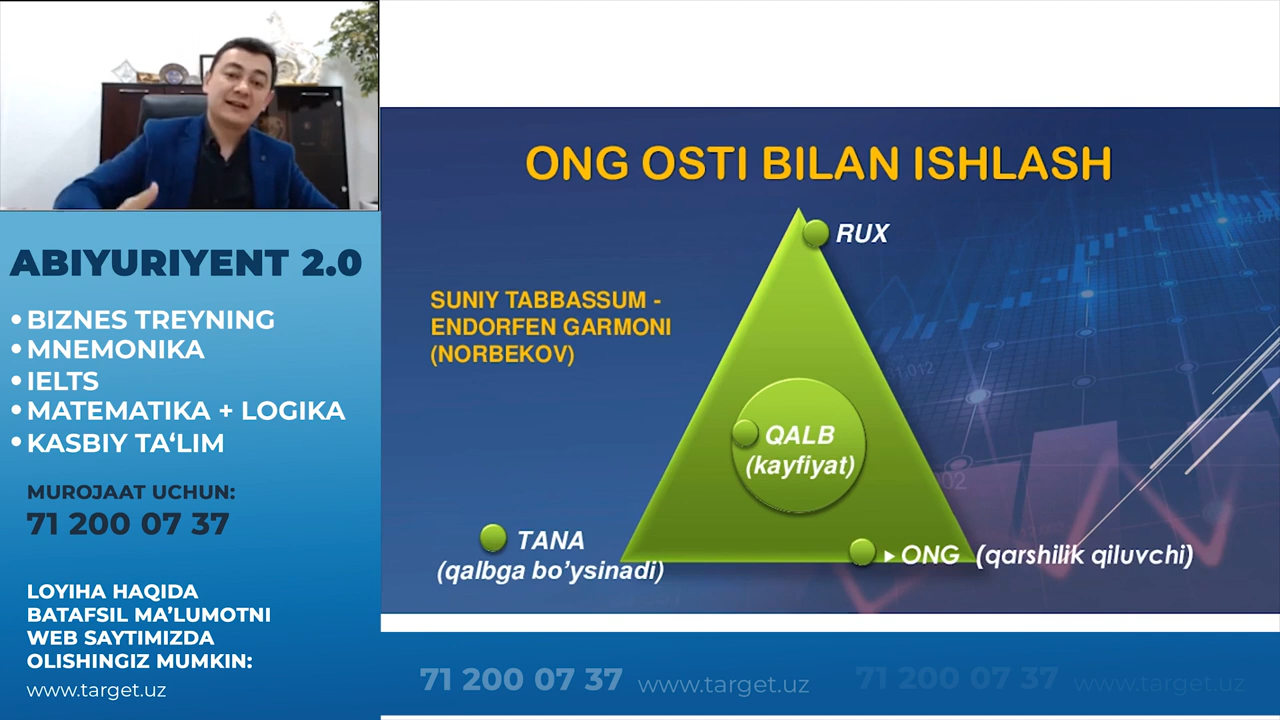 ABIYURIYENT 2.0
• BIZNES TREYNING
• MNEMONIKA
• IELTS
• MATEMATIKA + LOGIKA
• KASBIY TA‘LIM
MUROJAAT UCHUN:
71 200 07 37
LOYIHA HAQIDA
BATAFSIL MA’LUMOTNI
WEB SAYTIMIZDA
OLISHINGIZ MUMKIN:
www.target.uz
ONG OSTI BILAN ISHLASH
RUX
SUNIY TABBASSUM -
ENDORFEN GARMONI
(NORBEKOV)
QALB
(kayfiyat)
TANA
(qalbga bo’ysinadi)
ONG (qarshilik qiluvchi)
71 200 07 37 www.target.uz
71 200 07 37 www.target.uz